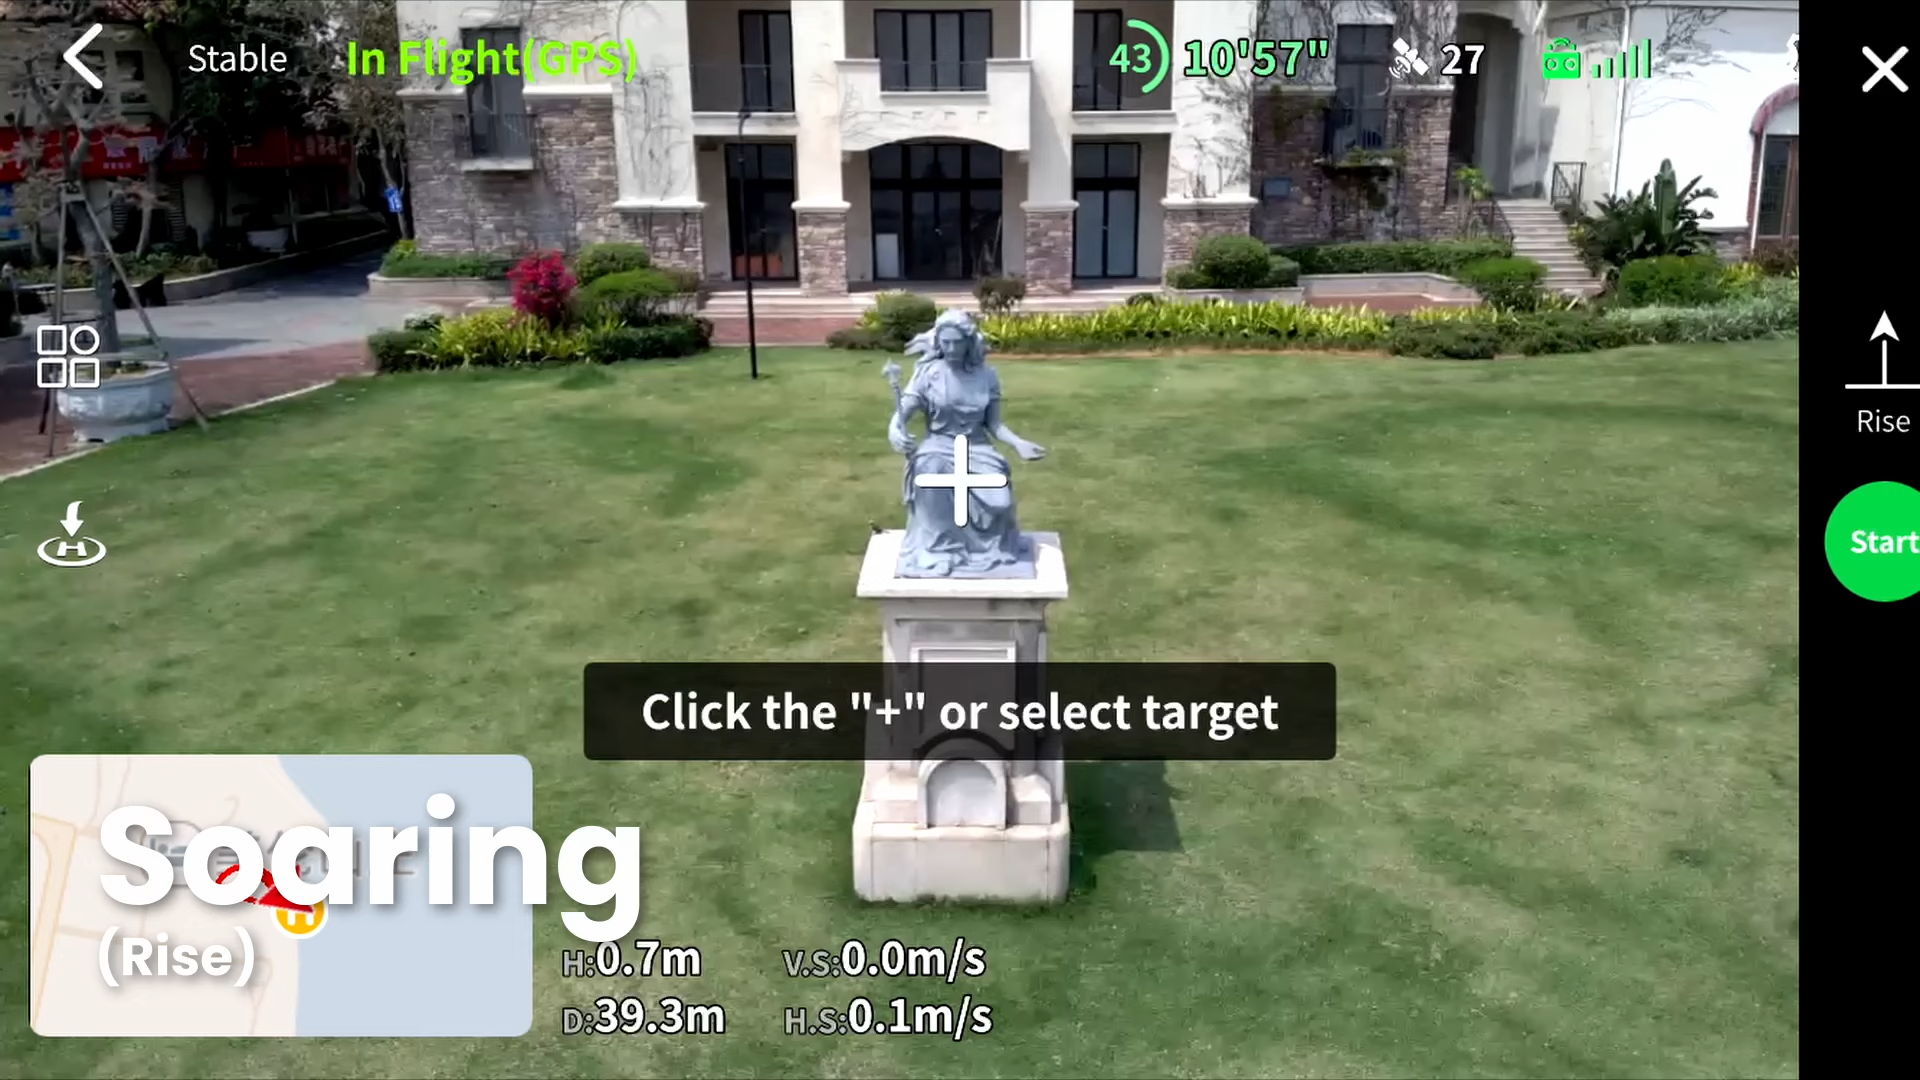 Stable
In Flight(GPS)
43
10'57"
27
Rise
Start
Click the "+" or select target
Soaring
(Rise)
H:0.7m
V.S:0.0m/s
D:39.3m
H.S:0.1m/s